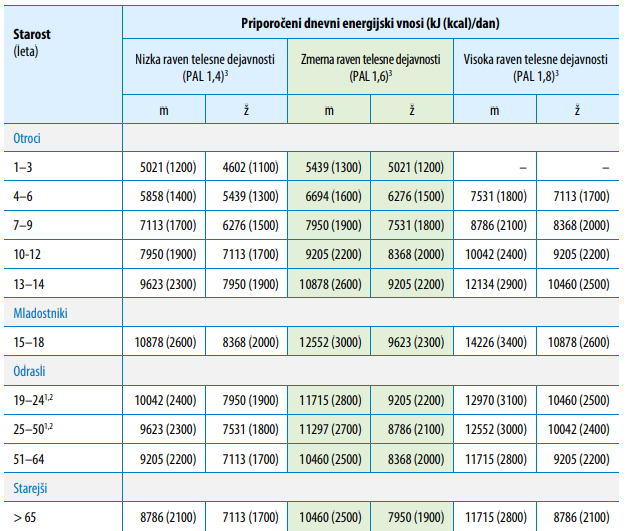 Starost
(leta)
Priporočeni dnevni energijski vnosi (kJ (kcal)/dan)
Nizka raven telesne dejavnosti
(PAL 1,4)³
Zmerna raven telesne dejavnosti
(PAL 1,6)³
Visoka raven telesne dejavnosti
(PAL 1,8)³
m ž m ž m ž
Otroci
1–3 5021 (1200) 4602 (1100) 5439 (1300) 5021 (1200) – –
4–6 5858 (1400) 5439 (1300) 6694 (1600) 6276 (1500) 7531 (1800) 7113 (1700)
7–9 7113 (1700) 6276 (1500) 7950 (1900) 7531 (1800) 8786 (2100) 8368 (2000)
10-12 7950 (1900) 7113 (1700) 9205 (2200) 8368 (2000) 10042 (2400) 9205 (2200)
13–14 9623 (2300) 7950 (1900) 10878 (2600) 9205 (2200) 12134 (2900) 10460 (2500)
Mladostniki
15–18 10878 (2600) 8368 (2000) 12552 (3000) 9623 (2300) 14226 (3400) 10878 (2600)
Odrasli
19–24¹,² 10042 (2400) 7950 (1900) 11715 (2800) 9205 (2200) 12970 (3100) 10460 (2500)
25–50¹,² 9623 (2300) 7531 (1800) 11297 (2700) 8786 (2100) 12552 (3000) 10042 (2400)
51–64 9205 (2200) 7113 (1700) 10460 (2500) 8368 (2000) 11715 (2800) 9205 (2200)
Starejši
> 65 8786 (2100) 7113 (1700) 10460 (2500) 7950 (1900) 11715 (2800) 8786 (2100)